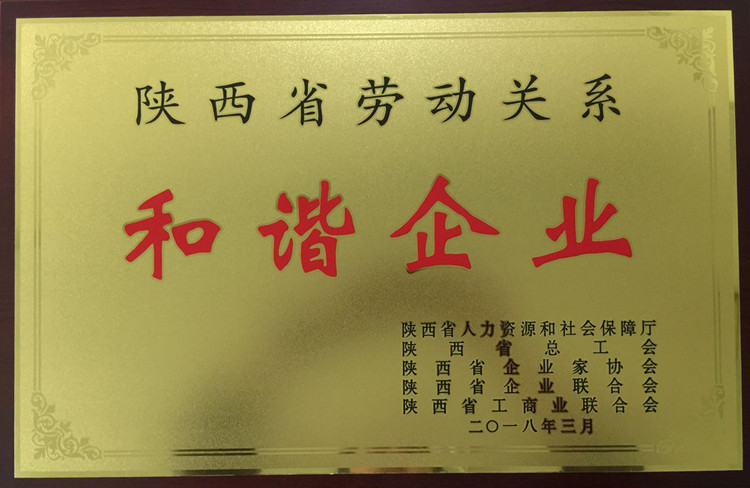 陕西省劳动关系
和谐企业
陕西省人力资源和社会保障厅
陕西省总工会
陕西省企业家协会
陕西省企业联合会
陕西省工商业联合会
二〇一八年三月